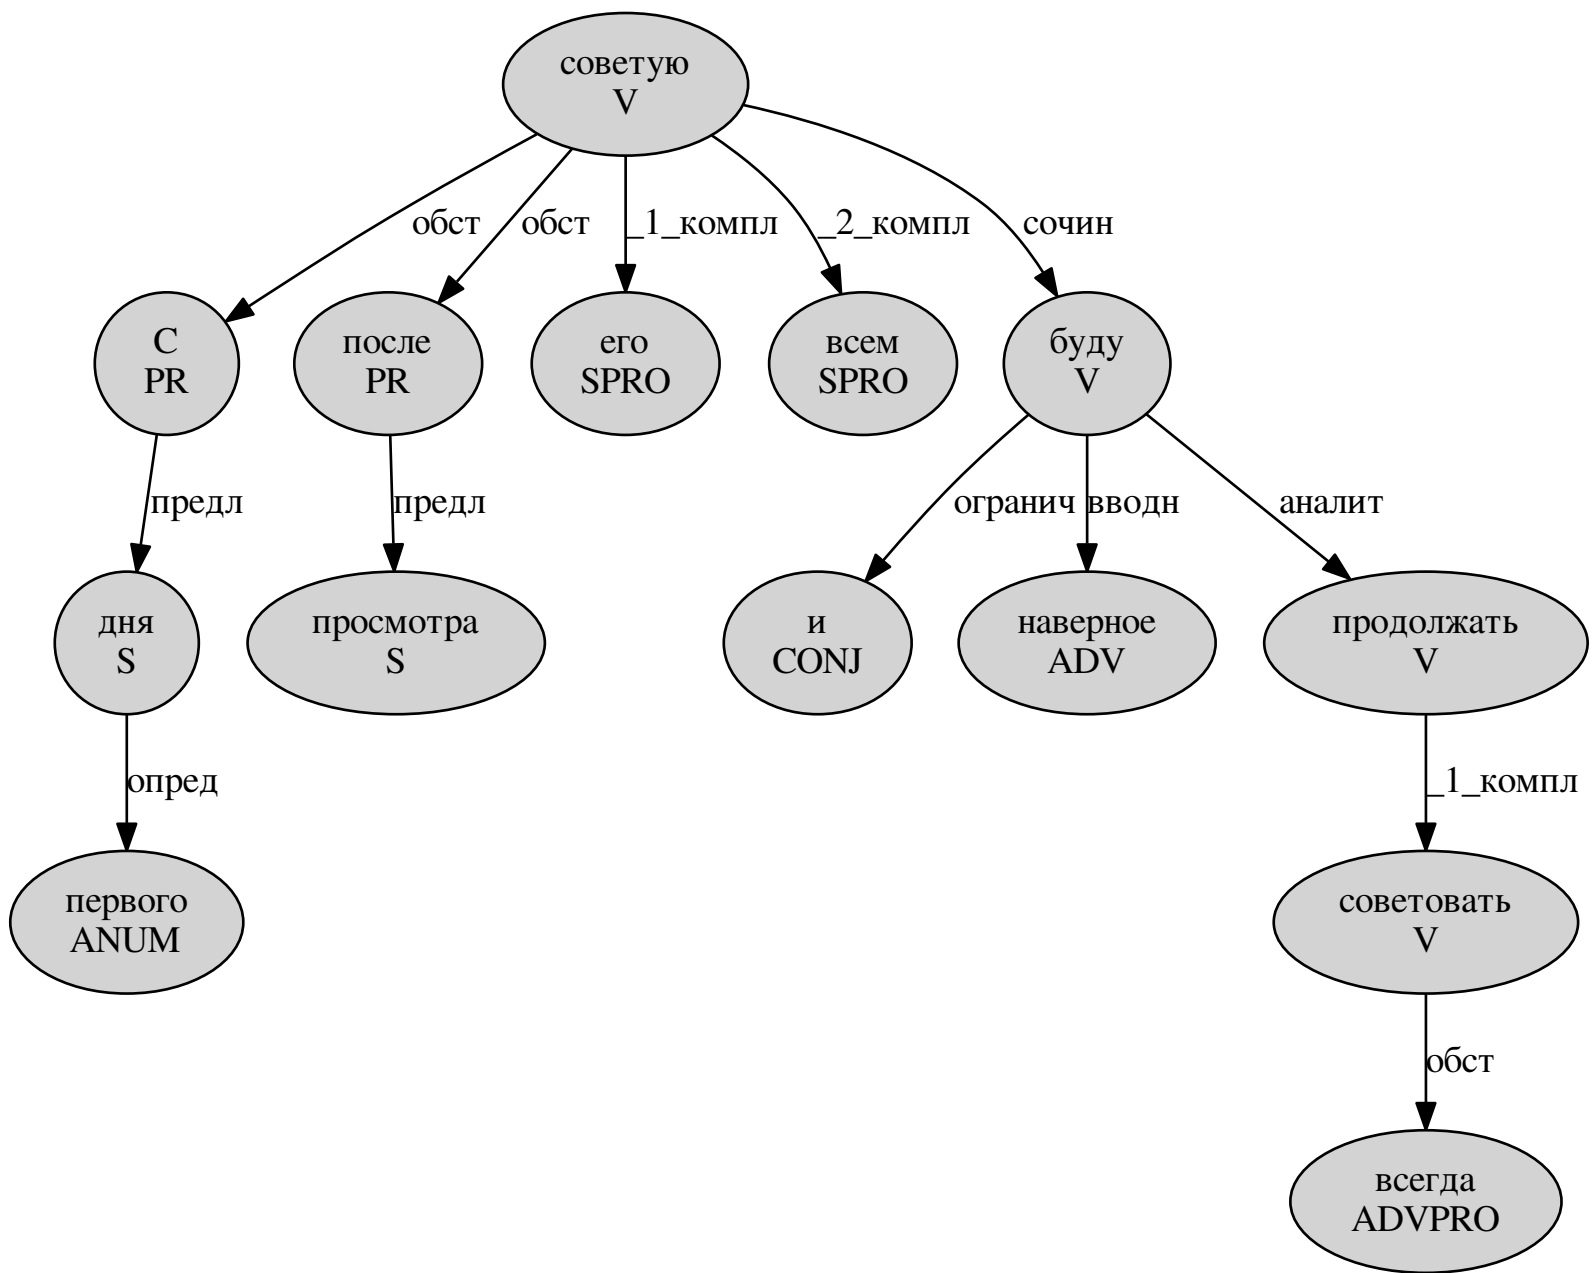 советую
V
обст
обст
_1_компл
_2_компл
сочин
С
PR
после
PR
его
SPRO
всем
SPRO
буду
V
предл
предл
огранич
вводн
аналит
дня
S
просмотра
S
и
CONJ
наверное
ADV
продолжать
V
опред
_1_компл
первого
ANUM
советовать
V
обст
всегда
ADVPRO